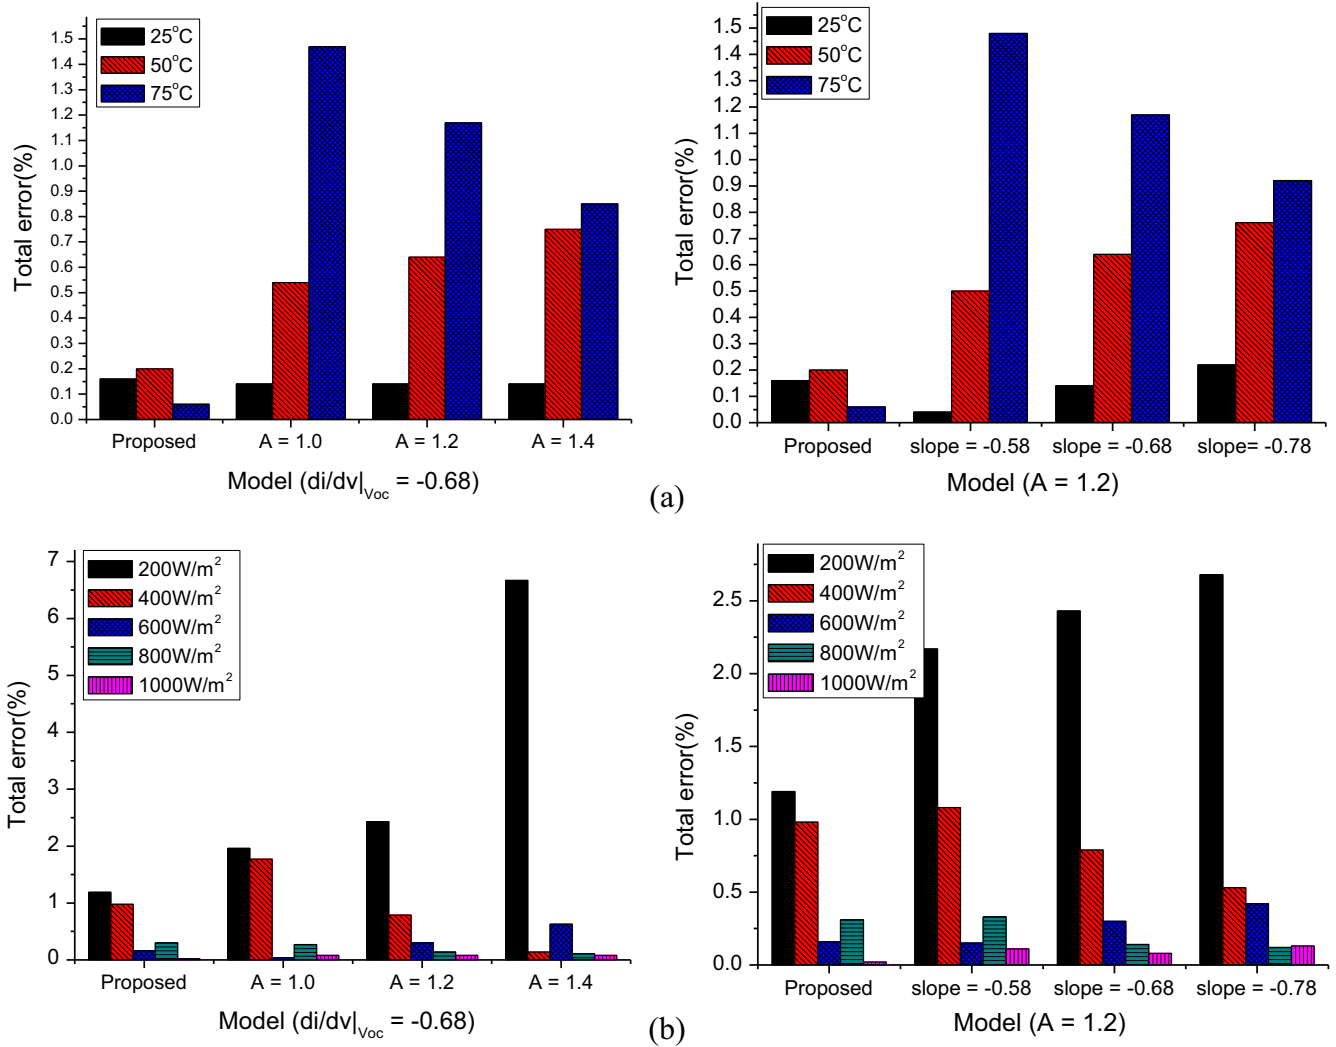 25°C
50°C
75°C
Total error(%)
1.5
1.4
1.3
1.2
1.1
1.0
0.9
0.8
0.7
0.6
0.5
0.4
0.3
0.2
0.1
0.0
Proposed A = 1.0 A = 1.2 A = 1.4
Model (di/dv|Voc = -0.68)
25°C
50°C
75°C
Total error(%)
1.5
1.4
1.3
1.2
1.1
1.0
0.9
0.8
0.7
0.6
0.5
0.4
0.3
0.2
0.1
0.0
Proposed slope = -0.58 slope = -0.68 slope= -0.78
Model (A = 1.2)
(a)
200W/m²
400W/m²
600W/m²
800W/m²
1000W/m²
Total error(%)
7
6
5
4
3
2
1
0
Proposed A = 1.0 A = 1.2 A = 1.4
Model (di/dv|Voc = -0.68)
200W/m²
400W/m²
600W/m²
800W/m²
1000W/m²
Total error(%)
2.5
2.0
1.5
1.0
0.5
0.0
Proposed slope = -0.58 slope = -0.68 slope = -0.78
Model (A = 1.2)
(b)